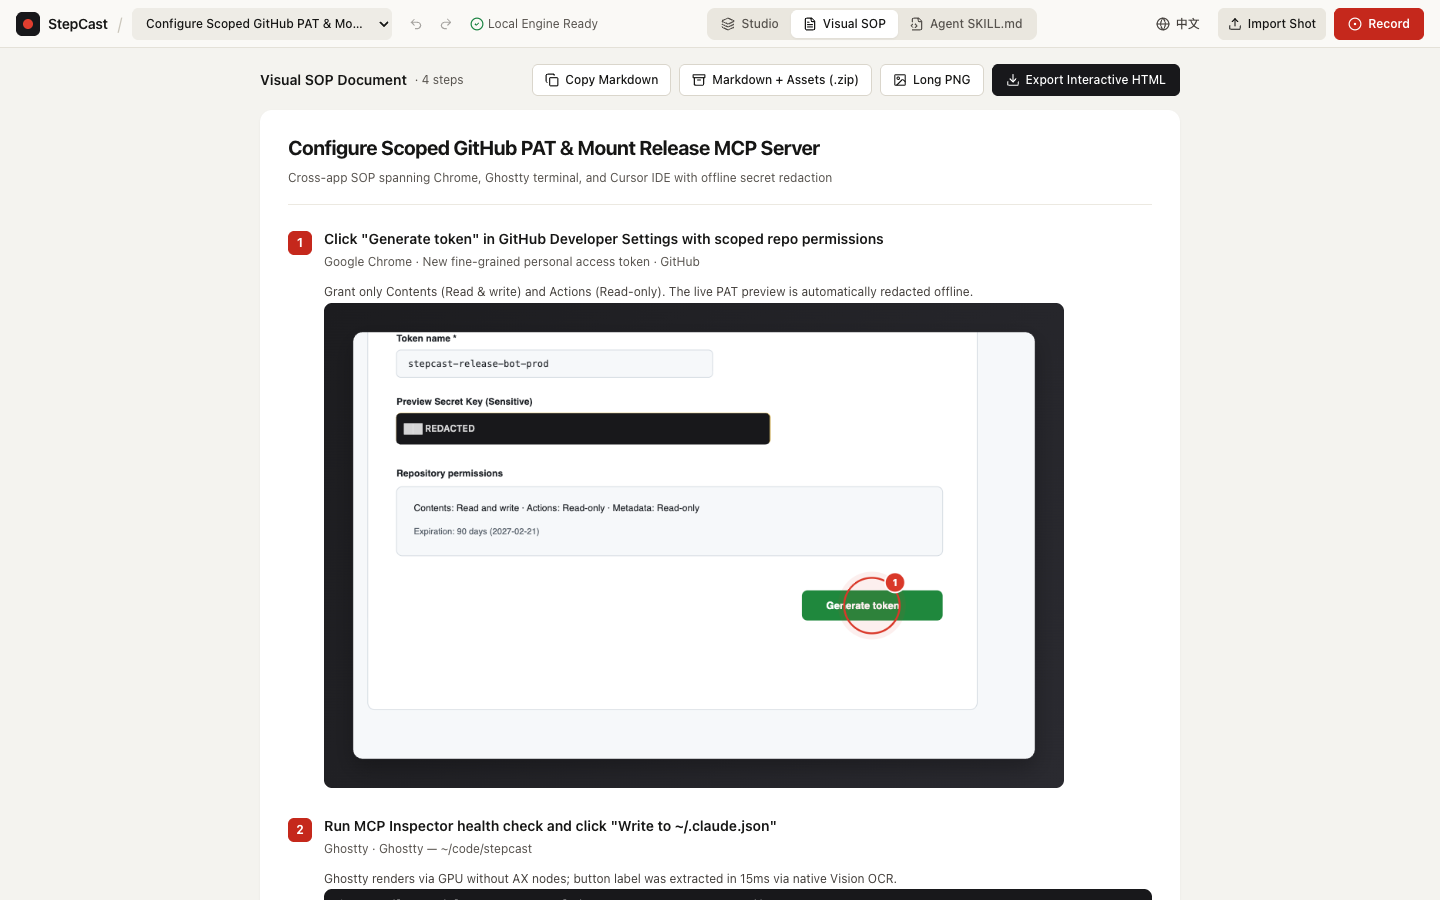 StepCast / Configure Scoped GitHub PAT & Mo... Local Engine Ready Studio Visual SOP Agent SKILL.md 中文 Import Shot Record
Visual SOP Document · 4 steps Copy Markdown Markdown + Assets (.zip) Long PNG Export Interactive HTML
Configure Scoped GitHub PAT & Mount Release MCP Server
Cross-app SOP spanning Chrome, Ghostty terminal, and Cursor IDE with offline secret redaction
1 Click "Generate token" in GitHub Developer Settings with scoped repo permissions
Google Chrome · New fine-grained personal access token · GitHub
Grant only Contents (Read & write) and Actions (Read-only). The live PAT preview is automatically redacted offline.
Token name *
stepcast-release-bot-prod
Preview Secret Key (Sensitive)
███ REDACTED
Repository permissions
Contents: Read and write · Actions: Read-only · Metadata: Read-only
Expiration: 90 days (2027-02-21)
1
Generate token
2 Run MCP Inspector health check and click "Write to ~/.claude.json"
Ghostty · Ghostty — ~/code/stepcast
Ghostty renders via GPU without AX nodes; button label was extracted in 15ms via native Vision OCR.